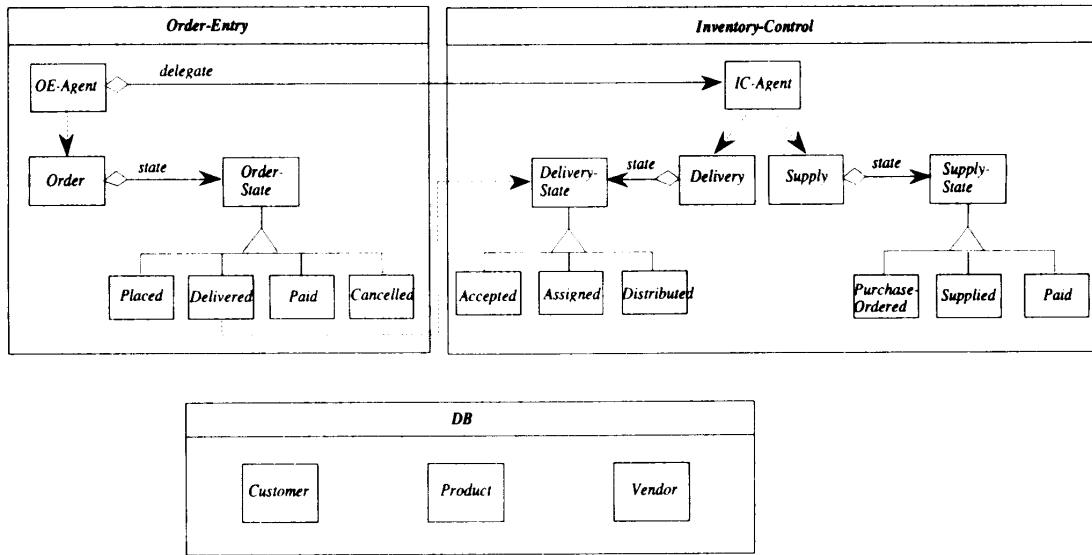 Order-Entry
OE-Agent
delegate
Order
state
Order-
State
Placed
Delivered
Paid
Cancelled
Inventory-Control
IC-Agent
Delivery-
State
state
Delivery
Supply
state
Supply-
State
Accepted
Assigned
Distributed
Purchase-
Ordered
Supplied
Paid
DB
Customer
Product
Vendor